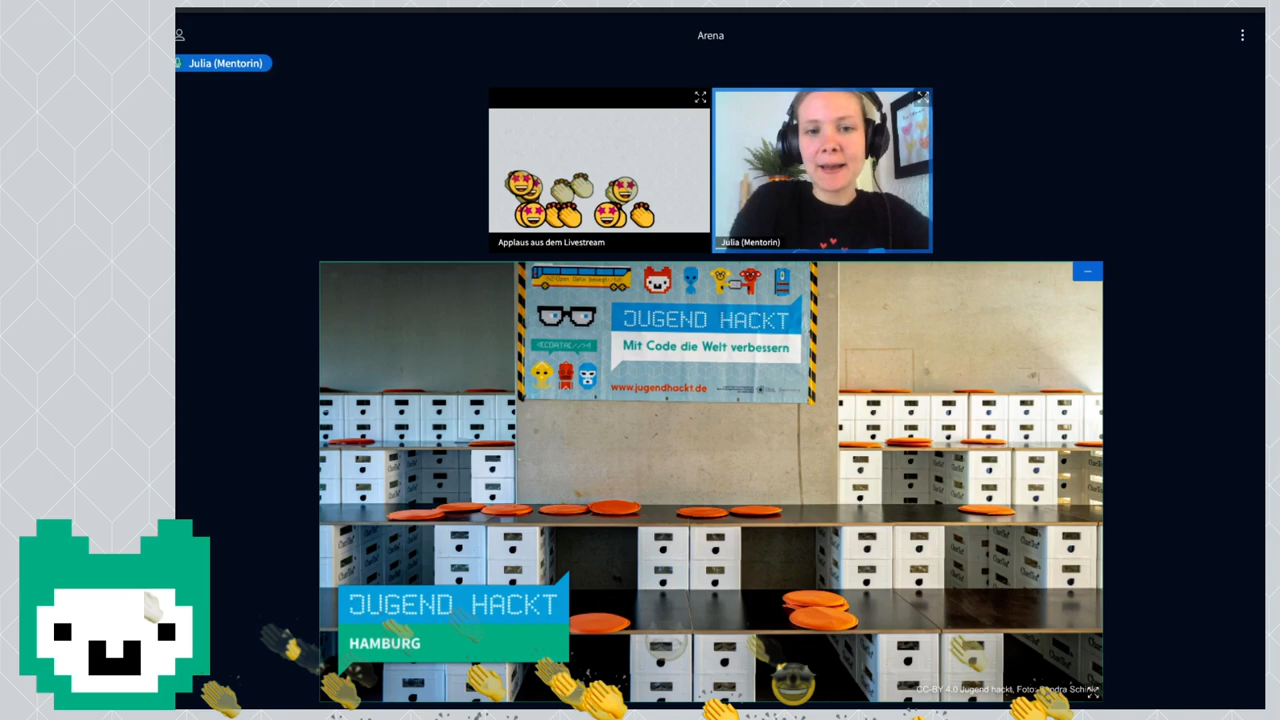 Arena
Julia (Mentorin)
Applaus aus dem Livestream
Julia (Mentorin)
JUGEND HACKT
Mit Code die Welt verbessern
www.jugendhackt.de
JUGEND HACKT
HAMBURG
CC-BY 4.0 Jugend hackt, Foto: